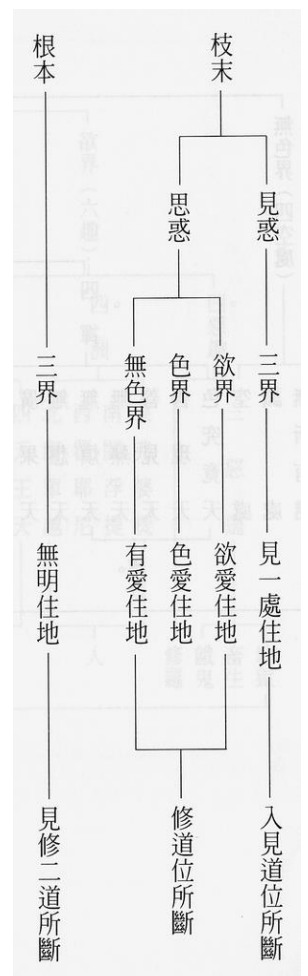 枝末
見惑
三界
見一處住地
入見道位所斷
思惑
欲界
欲愛住地
色界
色愛住地
無色界
有愛住地
修道位所斷
根本
三界
無明住地
見修二道所斷